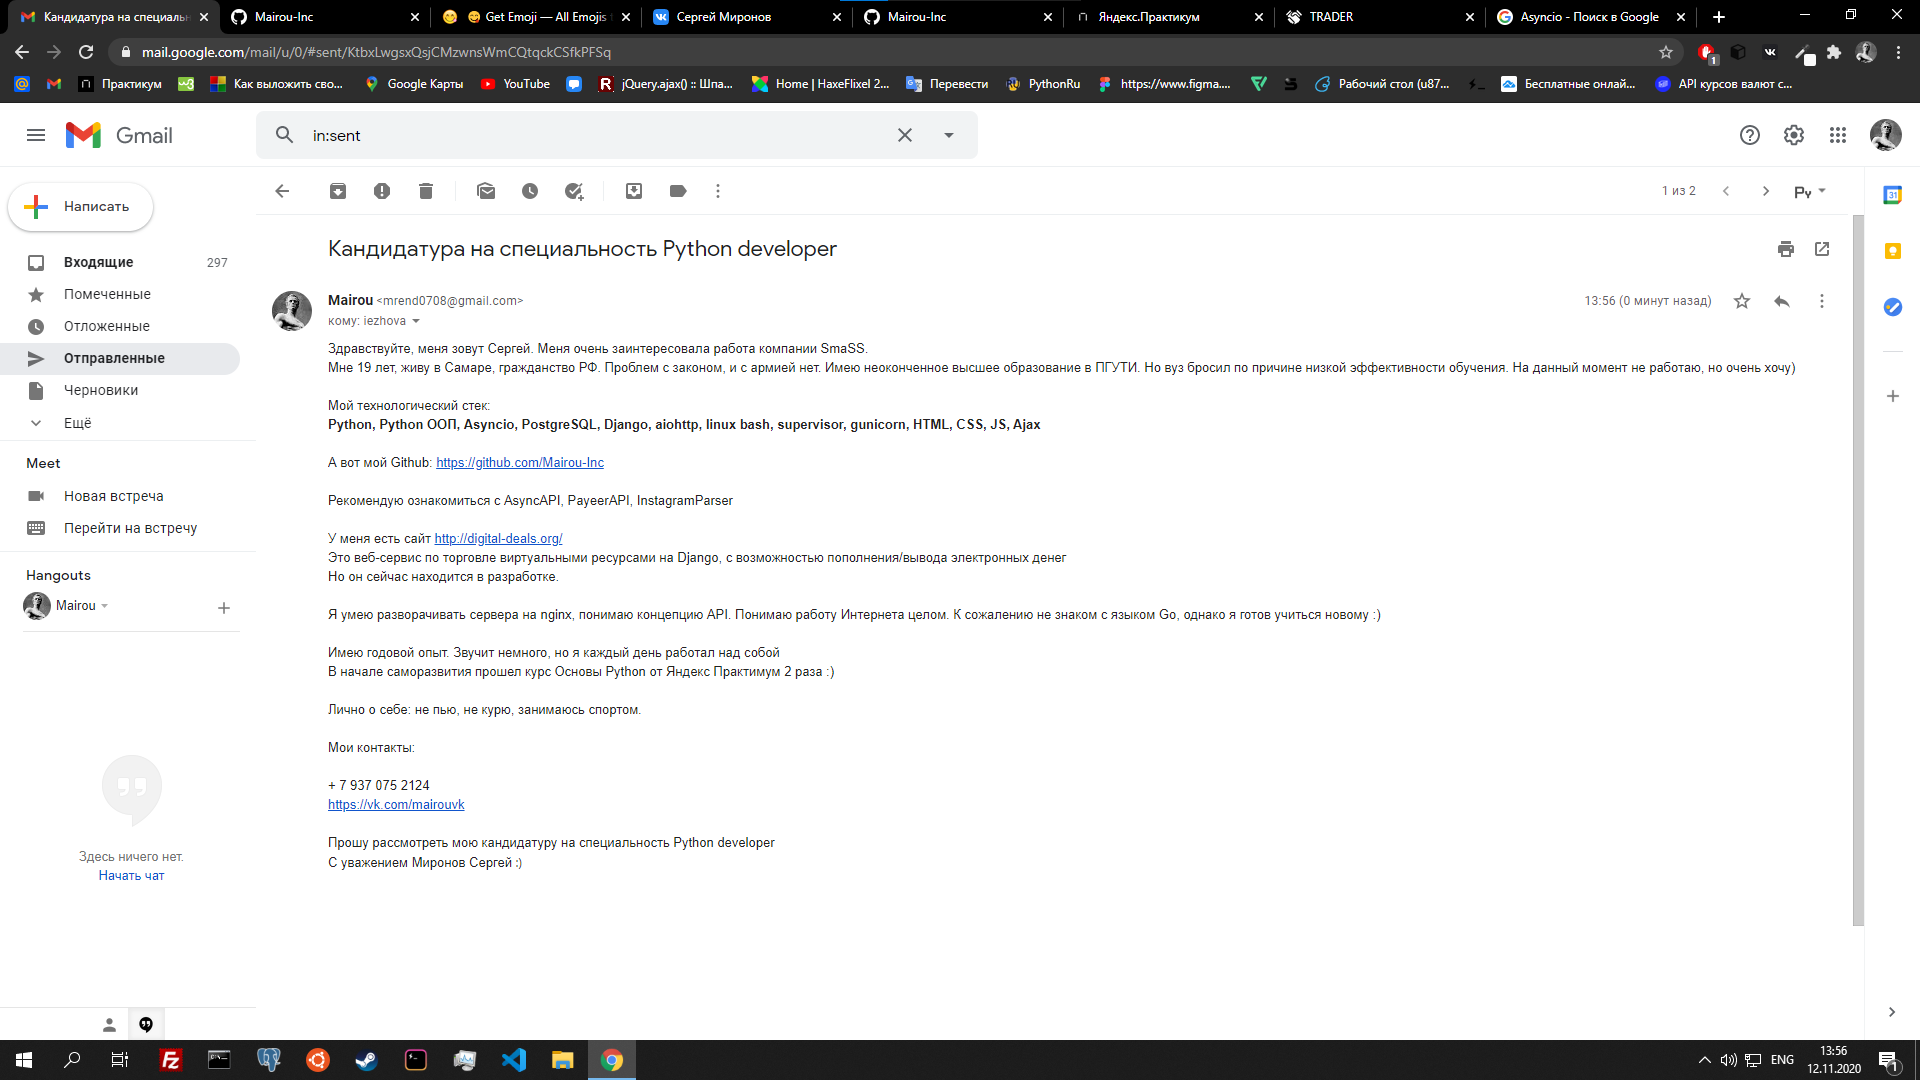 Кандидатура на специальн
Mairou-Inc
Get Emoji — All Emojis
Сергей Миронов
Mairou-Inc
Яндекс.Практикум
TRADER
Asyncio - Поиск в Google
mail.google.com/mail/u/0/#sent/KtbxLwgsxQsjCMzwnsWmCQtqckCSfkPFSq
1
Практикум
Как выложить сво...
Google Карты
YouTube
jQuery.ajax() :: Шпа...
Home | HaxeFlixel 2...
Перевести
PythonRu
https://www.figma....
Рабочий стол (u87...
Бесплатные онлай...
API курсов валют с...
Gmail
in:sent
Написать
1 из 2
Ру
31
Входящие 297
Помеченные
Отложенные
Отправленные
Черновики
Ещё
Meet
Новая встреча
Перейти на встречу
Hangouts
Mairou
Здесь ничего нет.
Начать чат
Кандидатура на специальность Python developer
Mairou <mrend0708@gmail.com>
13:56 (0 минут назад)
кому: iezhova
Здравствуйте, меня зовут Сергей. Меня очень заинтересовала работа компании SmaSS.
Мне 19 лет, живу в Самаре, гражданство РФ. Проблем с законом, и с армией нет. Имею неоконченное высшее образование в ПГУТИ. Но вуз бросил по причине низкой эффективности обучения. На данный момент не работаю, но очень хочу)
Мой технологический стек:
Python, Python ООП, Asyncio, PostgreSQL, Django, aiohttp, linux bash, supervisor, gunicorn, HTML, CSS, JS, Ajax
А вот мой Github: https://github.com/Mairou-Inc
Рекомендую ознакомиться с AsyncAPI, PayeerAPI, InstagramParser
У меня есть сайт http://digital-deals.org/
Это веб-сервис по торговле виртуальными ресурсами на Django, с возможностью пополнения/вывода электронных денег
Но он сейчас находится в разработке.
Я умею разворачивать сервера на nginx, понимаю концепцию API. Понимаю работу Интернета целом. К сожалению не знаком с языком Go, однако я готов учиться новому :)
Имею годовой опыт. Звучит немного, но я каждый день работал над собой
В начале саморазвития прошел курс Основы Python от Яндекс Практимум 2 раза :)
Лично о себе: не пью, не курю, занимаюсь спортом.
Мои контакты:
+ 7 937 075 2124
https://vk.com/mairouvk
Прошу рассмотреть мою кандидатуру на специальность Python developer
С уважением Миронов Сергей :)
ENG
13:56
12.11.2020
1